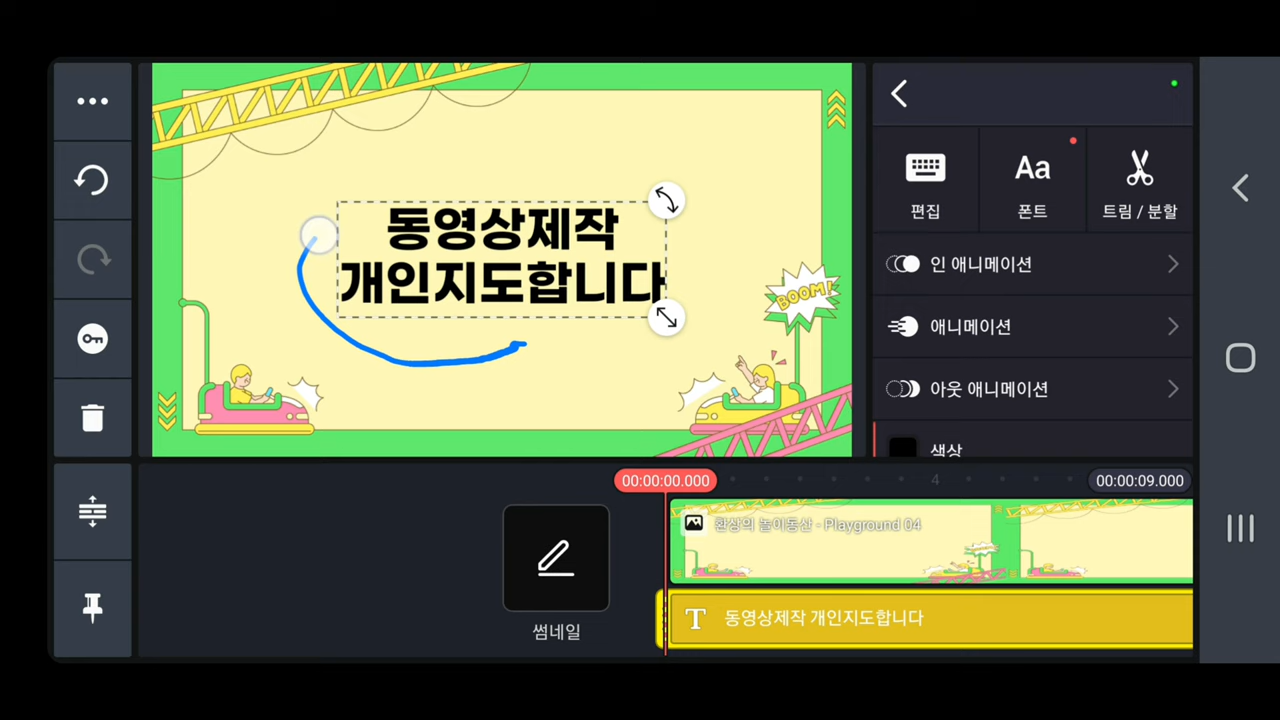 동영상제작
개인지도합니다
BOOM!
편집
Aa
폰트
트림 / 분할
인 애니메이션
애니메이션
아웃 애니메이션
색상
00:00:00.000
4
00:00:09.000
환상의 놀이동산 - Playground 04
썸네일
T 동영상제작 개인지도합니다